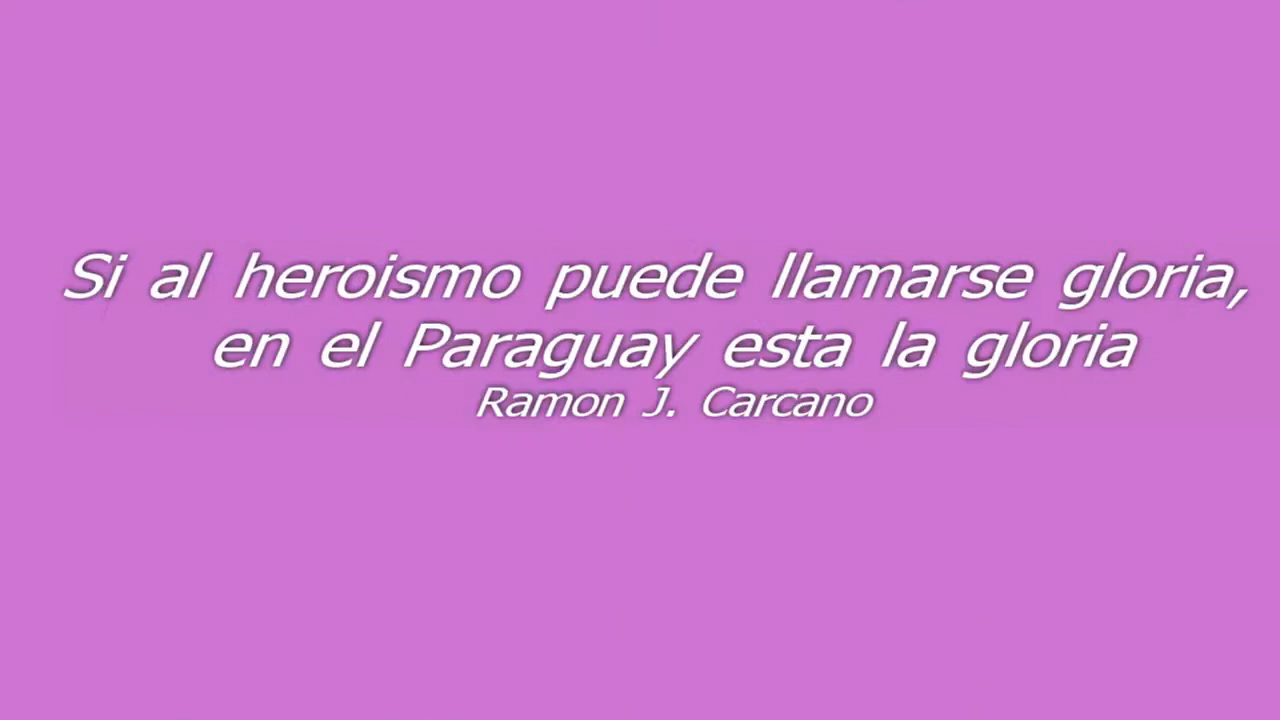 Si al heroismo puede llamarse gloria,
en el Paraguay esta la gloria
Ramon J. Carcano